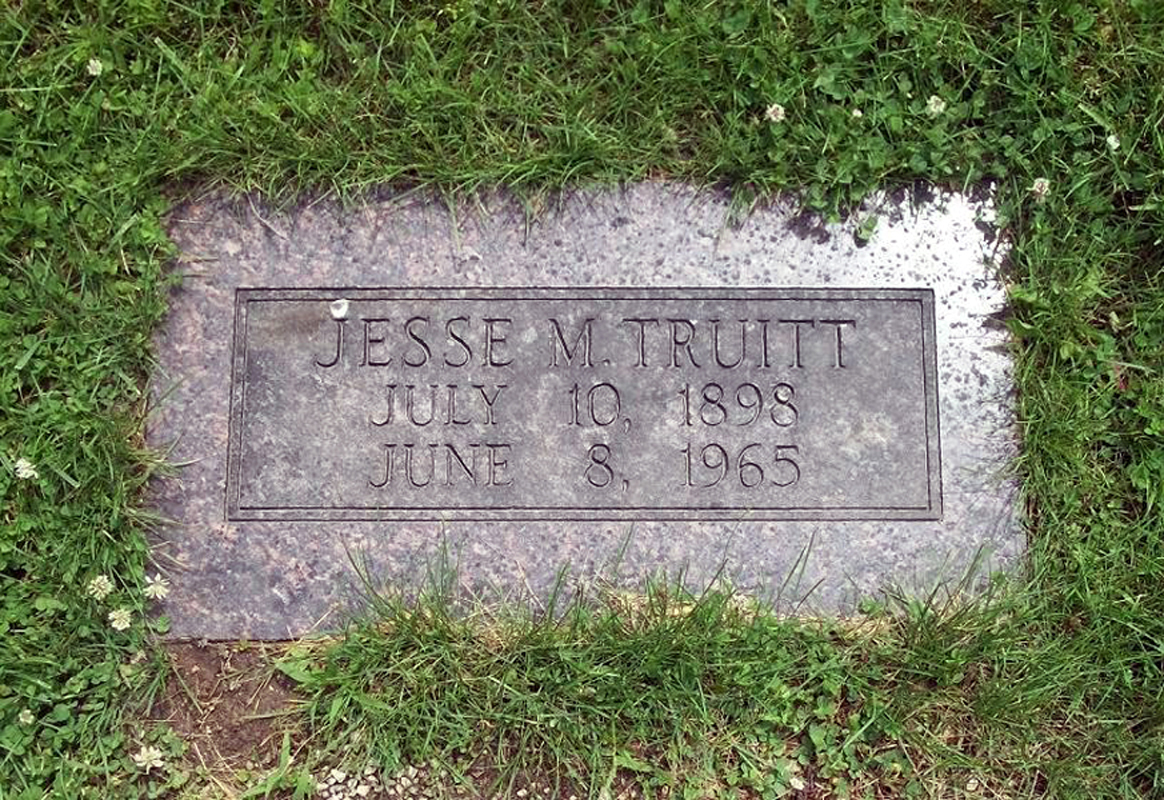 JESSE M. TRUITT
JULY 10, 1898
JUNE 8, 1965